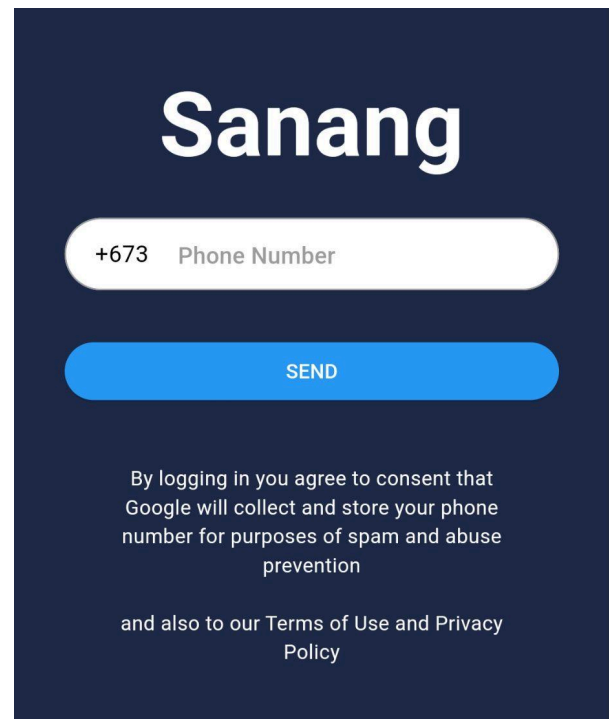 Sanang
+673 Phone Number
SEND
By logging in you agree to consent that
Google will collect and store your phone
number for purposes of spam and abuse
prevention
and also to our Terms of Use and Privacy
Policy